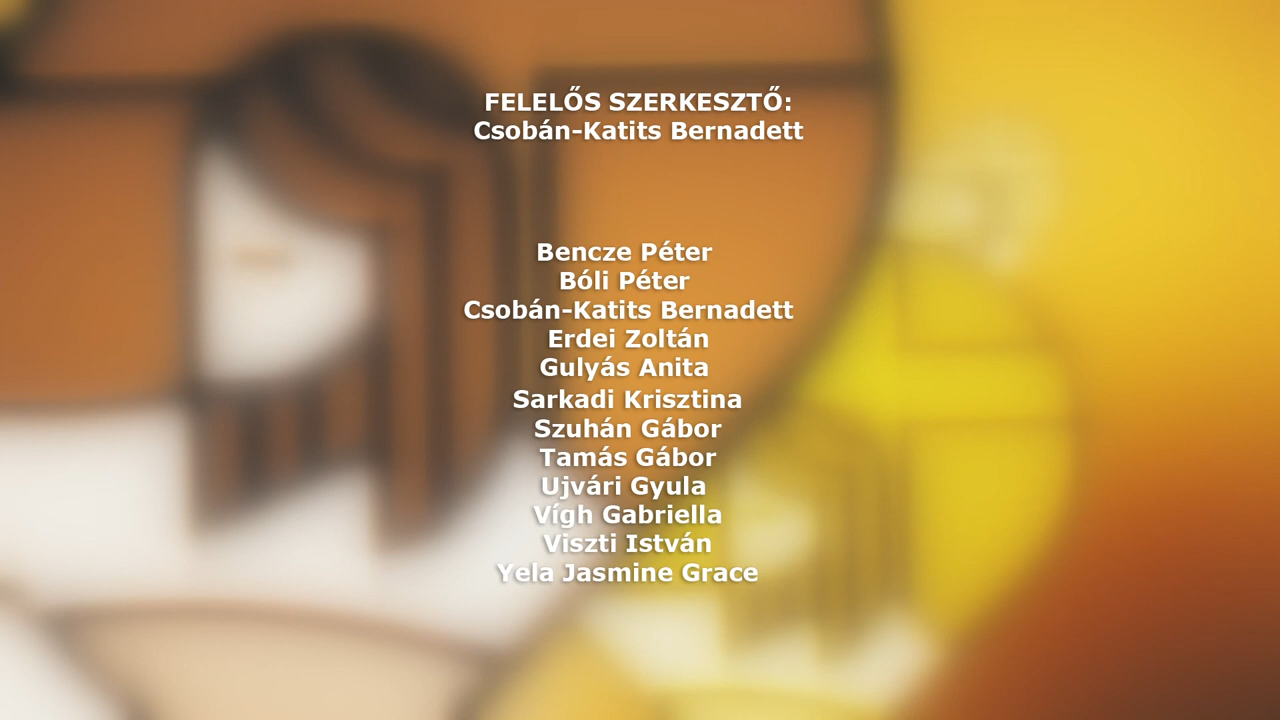 FELELŐS SZERKESZTŐ:
Csobán-Katits Bernadett
Bencze Péter
Bóli Péter
Csobán-Katits Bernadett
Erdei Zoltán
Gulyás Anita
Sarkadi Krisztina
Szuhán Gábor
Tamás Gábor
Ujvári Gyula
Vígh Gabriella
Viszti István
Yela Jasmine Grace